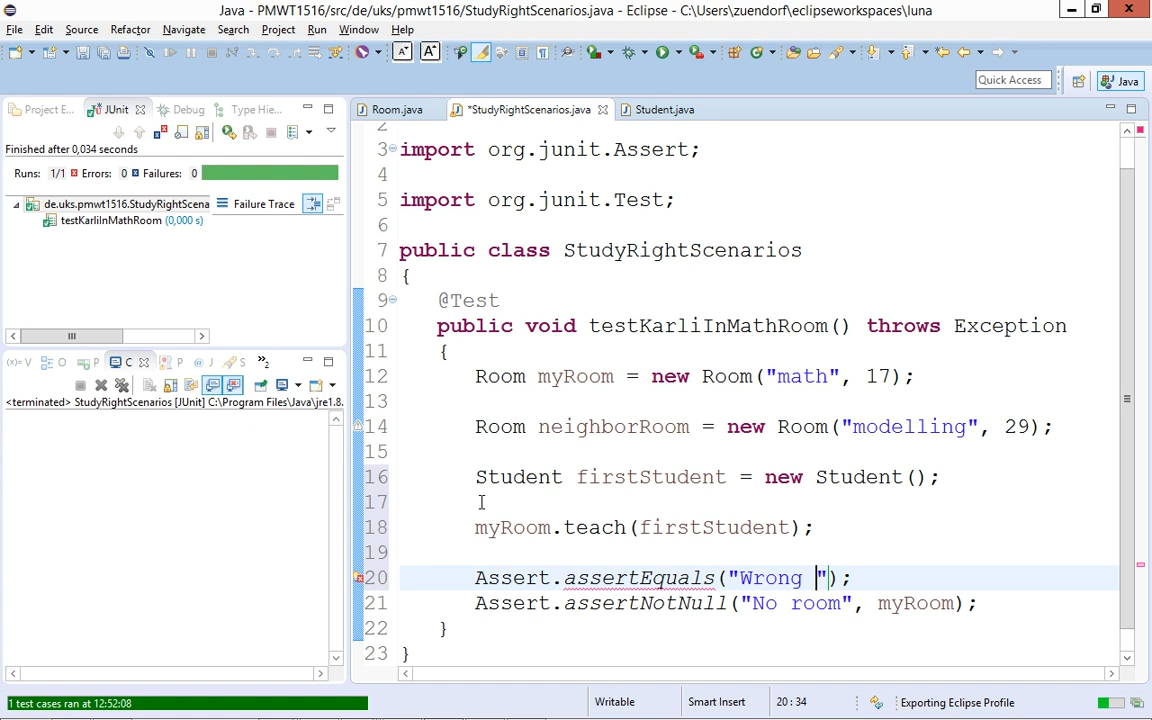 Java - PMWT1516/src/de/uks/pmwt1516/StudyRightScenarios.java - Eclipse - C:\Users\zuendorf\eclipseworkspaces\luna
File Edit Source Refactor Navigate Search Project Run Window Help
Quick Access Java
Project E... JUnit Debug Type Hie...
Room.java *StudyRightScenarios.java Student.java
Finished after 0,034 seconds
Runs: 1/1 Errors: 0 Failures: 0
de.uks.pmwt1516.StudyRightScena Failure Trace
testKarliInMathRoom (0,000 s)
(x)= V O P C P @ J S »2
<terminated> StudyRightScenarios [JUnit] C:\Program Files\Java\jre1.8.
2
3 import org.junit.Assert;
4
5 import org.junit.Test;
6
7 public class StudyRightScenarios
8 {
9 @Test
10 public void testKarliInMathRoom() throws Exception
11 {
12 Room myRoom = new Room("math", 17);
13
14 Room neighborRoom = new Room("modelling", 29);
15
16 Student firstStudent = new Student();
17
18 myRoom.teach(firstStudent);
19
20 Assert.assertEquals("Wrong ");
21 Assert.assertNotNull("No room", myRoom);
22 }
23 }
1 test cases ran at 12:52:08 Writable Smart Insert 20 : 34 Exporting Eclipse Profile